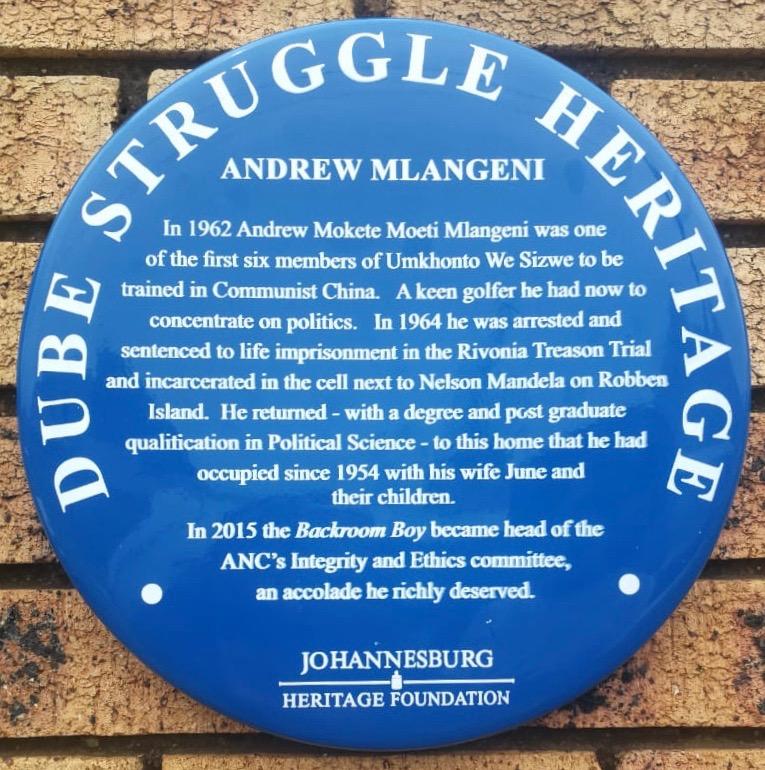 DUBE STRUGGLE HERITAGE
ANDREW MLANGENI
In 1962 Andrew Mokete Moeti Mlangeni was one
of the first six members of Umkhonto We Sizwe to be
trained in Communist China. A keen golfer he had now to
concentrate on politics. In 1964 he was arrested and
sentenced to life imprisonment in the Rivonia Treason Trial
and incarcerated in the cell next to Nelson Mandela on Robben
Island. He returned - with a degree and post graduate
qualification in Political Science - to this home that he had
occupied since 1954 with his wife June and
their children.
In 2015 the Backroom Boy became head of the
ANC's Integrity and Ethics committee,
an accolade he richly deserved.
JOHANNESBURG
HERITAGE FOUNDATION